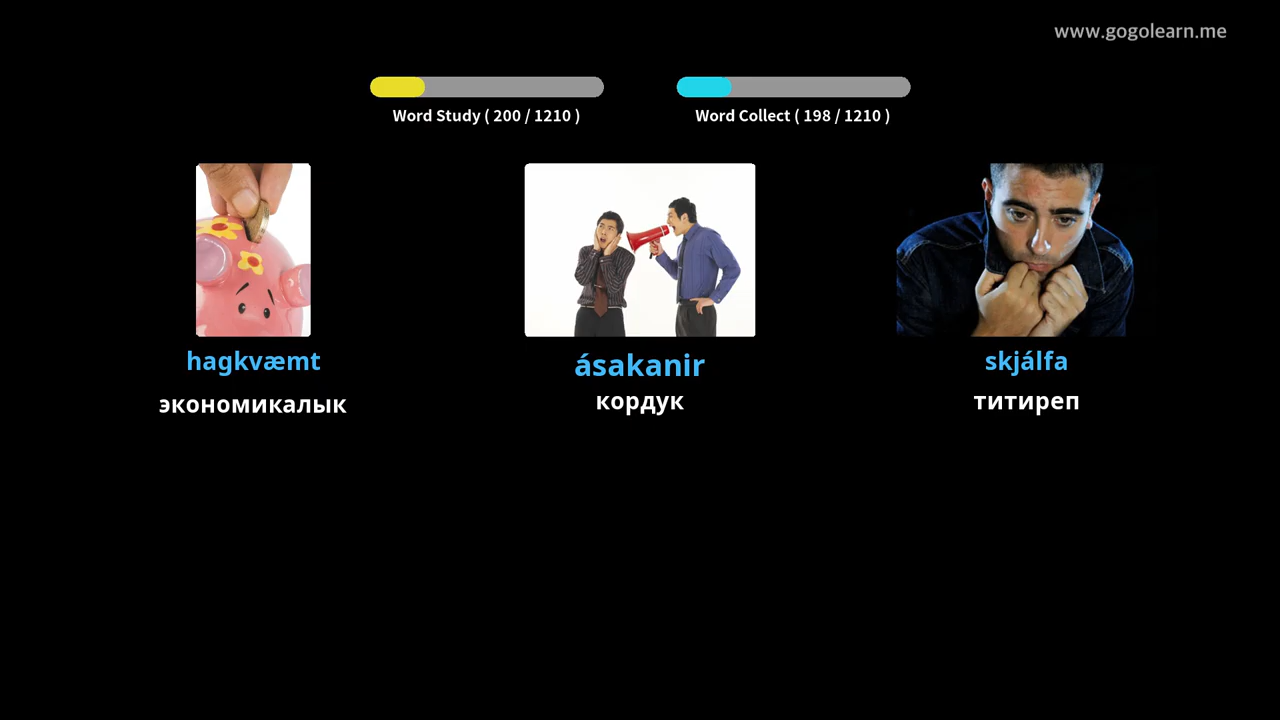 www.gogolearn.me
Word Study ( 200 / 1210 )
Word Collect ( 198 / 1210 )
hagkvæmt
ásakanir
skjálfa
экономикалык
кордук
титиреп